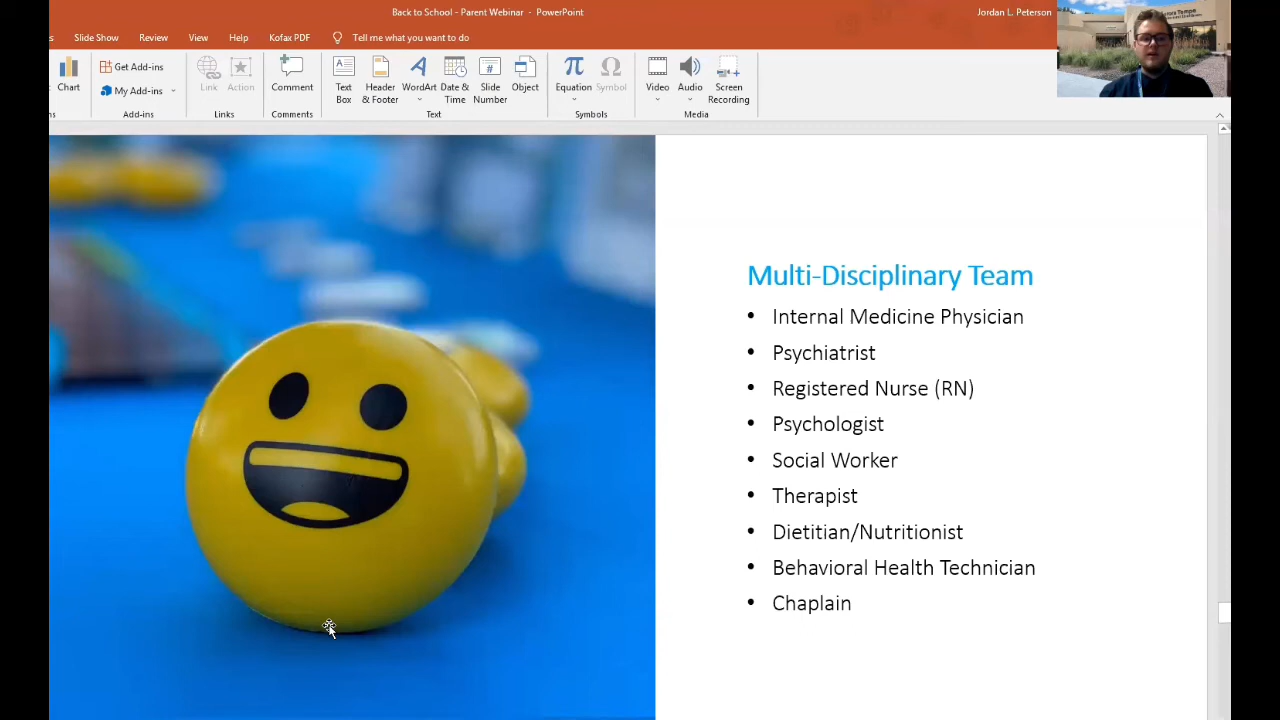 Back to School - Parent Webinar - PowerPoint
Jordan L. Peterson
Slide Show Review View Help Kofax PDF Tell me what you want to do
Chart
Get Add-ins
My Add-ins
Add-ins
Link
Action
Links
Comment
Comments
Text
Box
Header
& Footer
WordArt
Date &
Time
Slide
Number
Object
Text
Equation
Symbol
Symbols
Video
Audio
Screen
Recording
Media
Multi-Disciplinary Team
• Internal Medicine Physician
• Psychiatrist
• Registered Nurse (RN)
• Psychologist
• Social Worker
• Therapist
• Dietitian/Nutritionist
• Behavioral Health Technician
• Chaplain